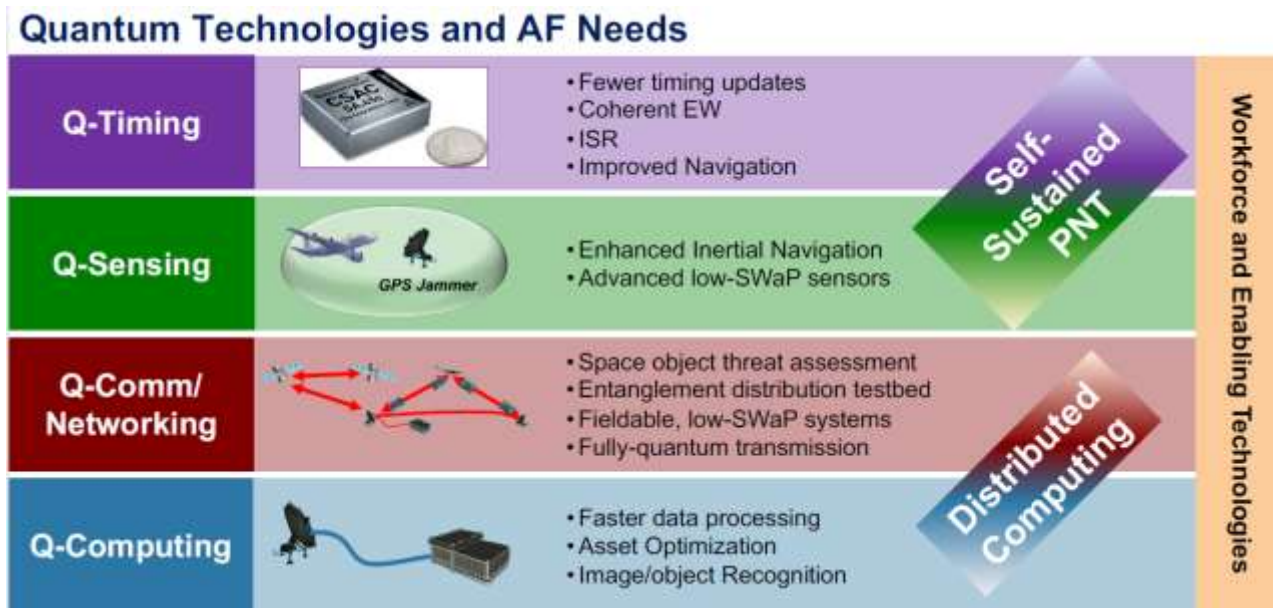 Quantum Technologies and AF Needs
Q-Timing
CSAC
SA.45s
• Fewer timing updates
• Coherent EW
• ISR
• Improved Navigation
Self-
Sustained
PNT
Q-Sensing
GPS Jammer
• Enhanced Inertial Navigation
• Advanced low-SWaP sensors
Q-Comm/
Networking
• Space object threat assessment
• Entanglement distribution testbed
• Fieldable, low-SWaP systems
• Fully-quantum transmission
Distributed
Computing
Q-Computing
• Faster data processing
• Asset Optimization
• Image/object Recognition
Workforce and Enabling Technologies